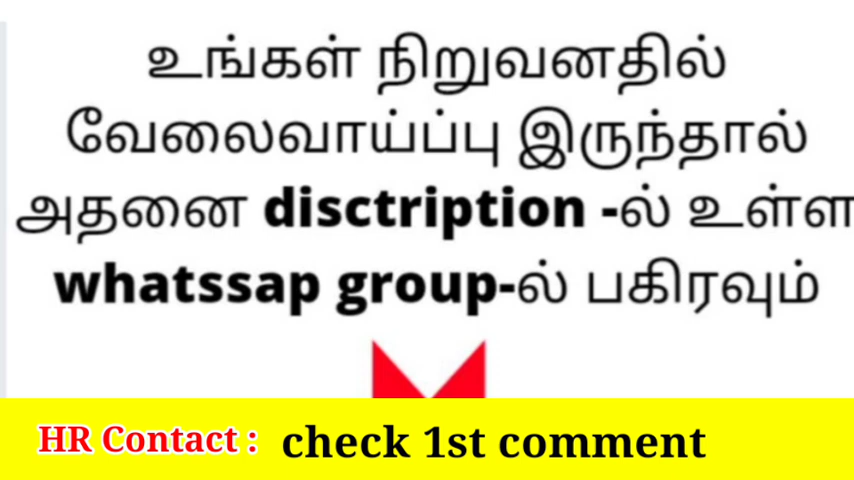 உங்கள் நிறுவனதில்
வேலைவாய்ப்பு இருந்தால்
அதனை disctription -ல் உள்ள
whatssap group-ல் பகிரவும்
HR Contact : check 1st comment